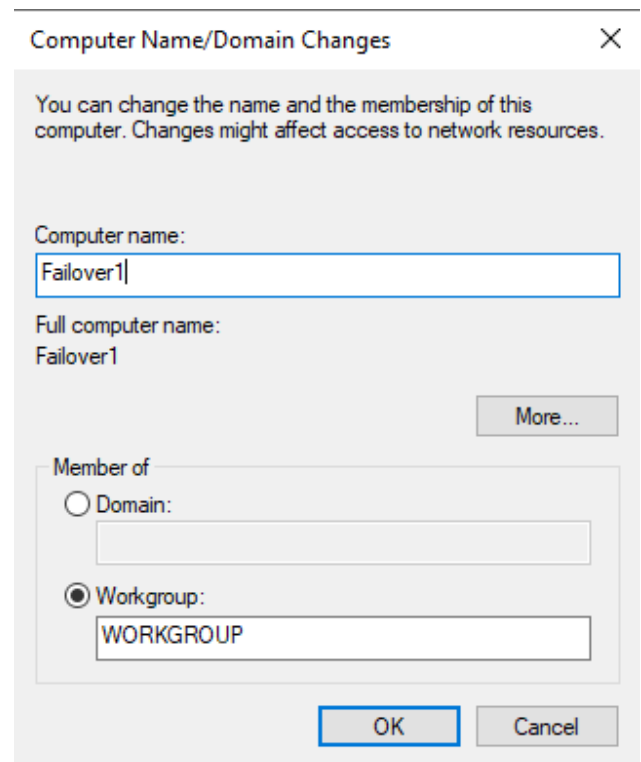 Computer Name/Domain Changes
You can change the name and the membership of this
computer. Changes might affect access to network resources.
Computer name:
Failover1
Full computer name:
Failover1
More...
Member of
Domain:
Workgroup:
WORKGROUP
OK
Cancel